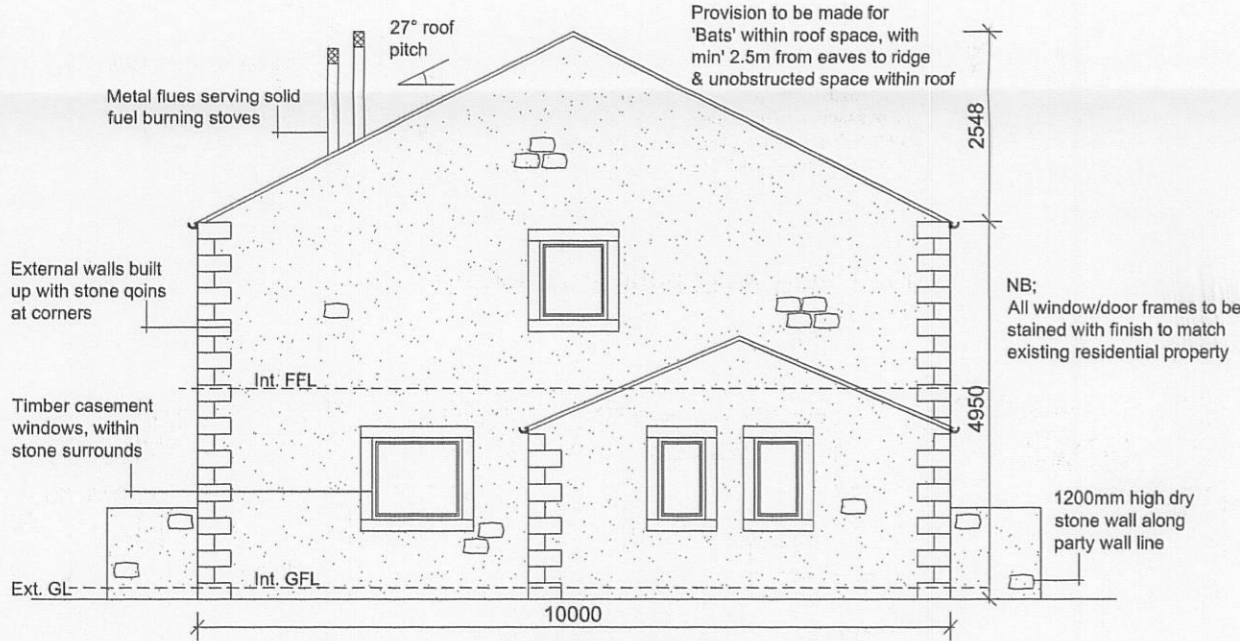 Provision to be made for
'Bats' within roof space, with
min' 2.5m from eaves to ridge
& unobstructed space within roof
27° roof
pitch
Metal flues serving solid
fuel burning stoves
2548
External walls built
up with stone qoins
at corners
NB;
All window/door frames to be
stained with finish to match
existing residential property
Int. FFL
4950
Timber casement
windows, within
stone surrounds
1200mm high dry
stone wall along
party wall line
Int. GFL
Ext. GL
10000